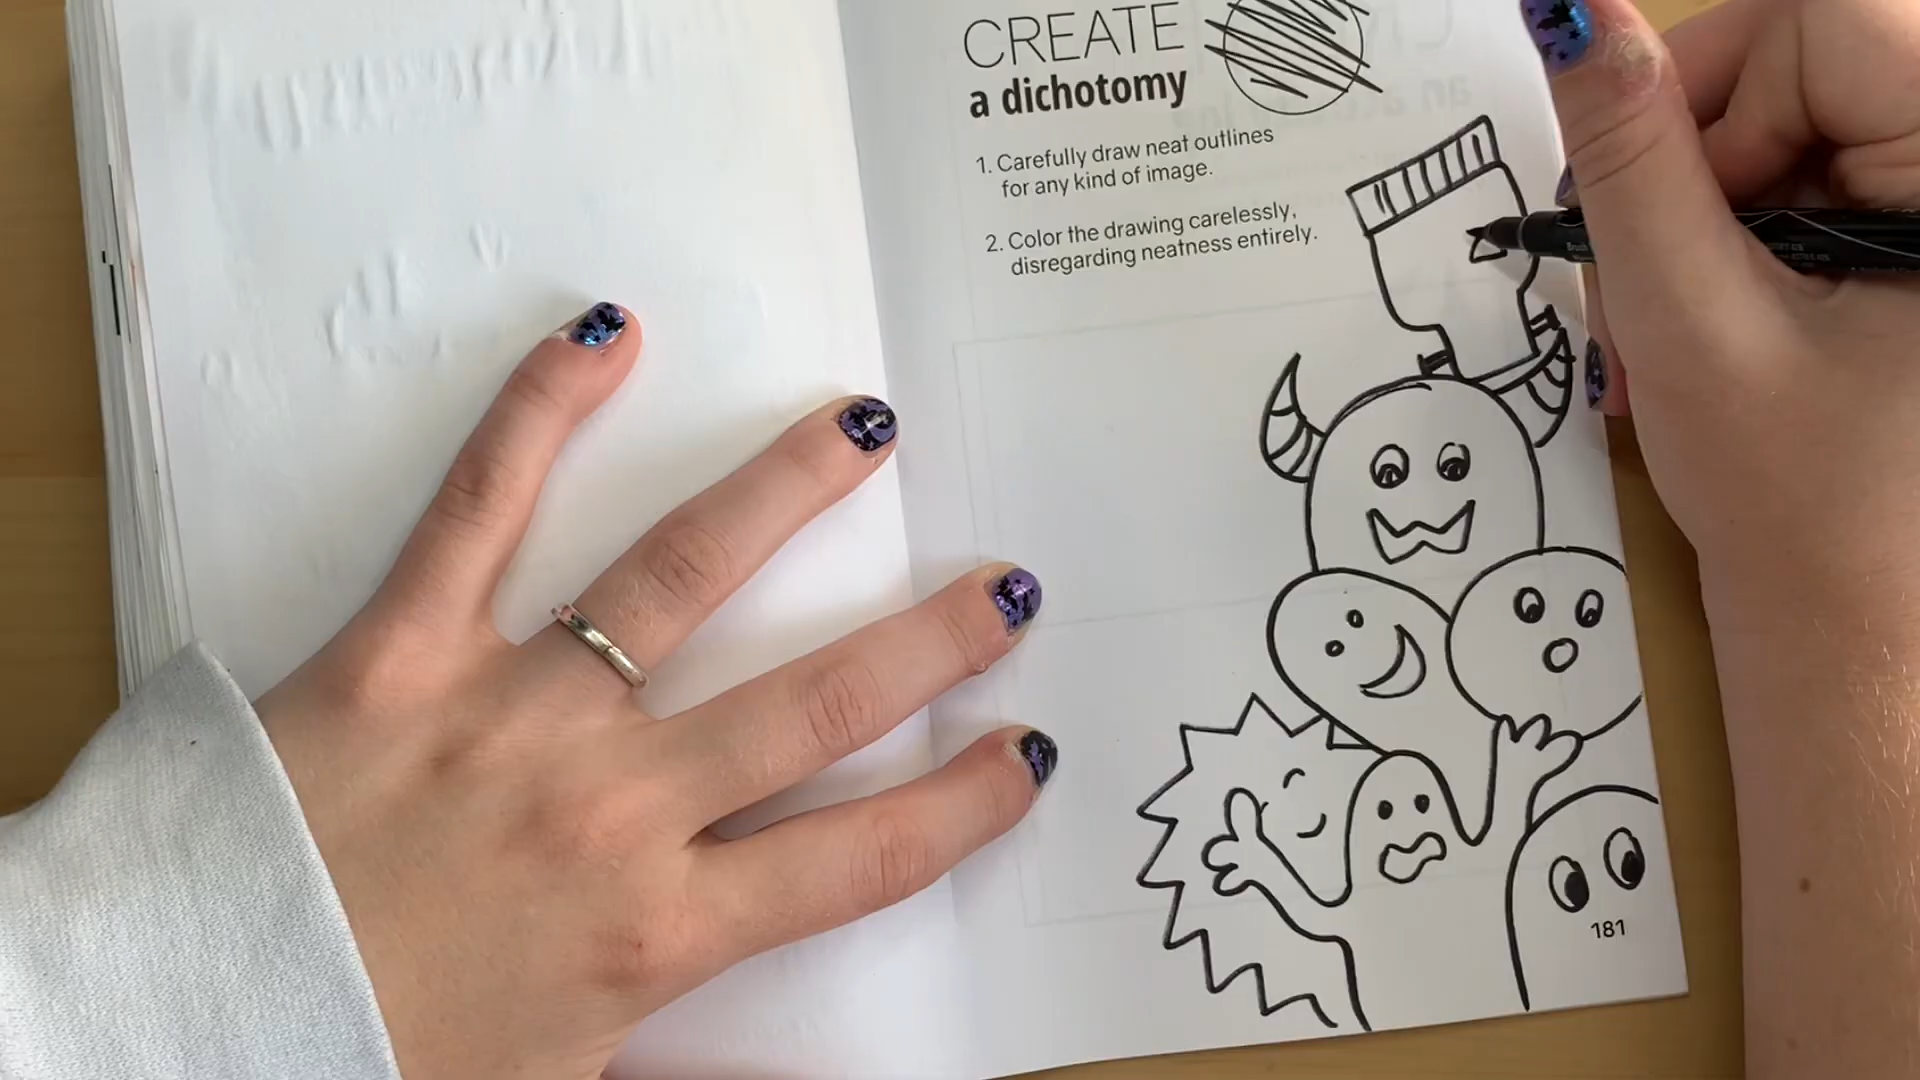 CREATE
a dichotomy
1. Carefully draw neat outlines
for any kind of image.
2. Color the drawing carelessly,
disregarding neatness entirely.
181